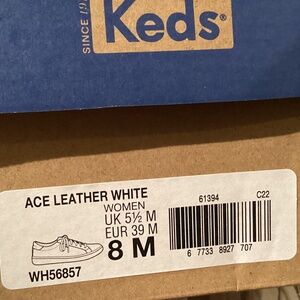 SINCE 19
Keds®
ACE LEATHER WHITE
WOMEN
UK 5½ M
EUR 39 M
8 M
WH56857
61394
C22
6 77338 8927 707